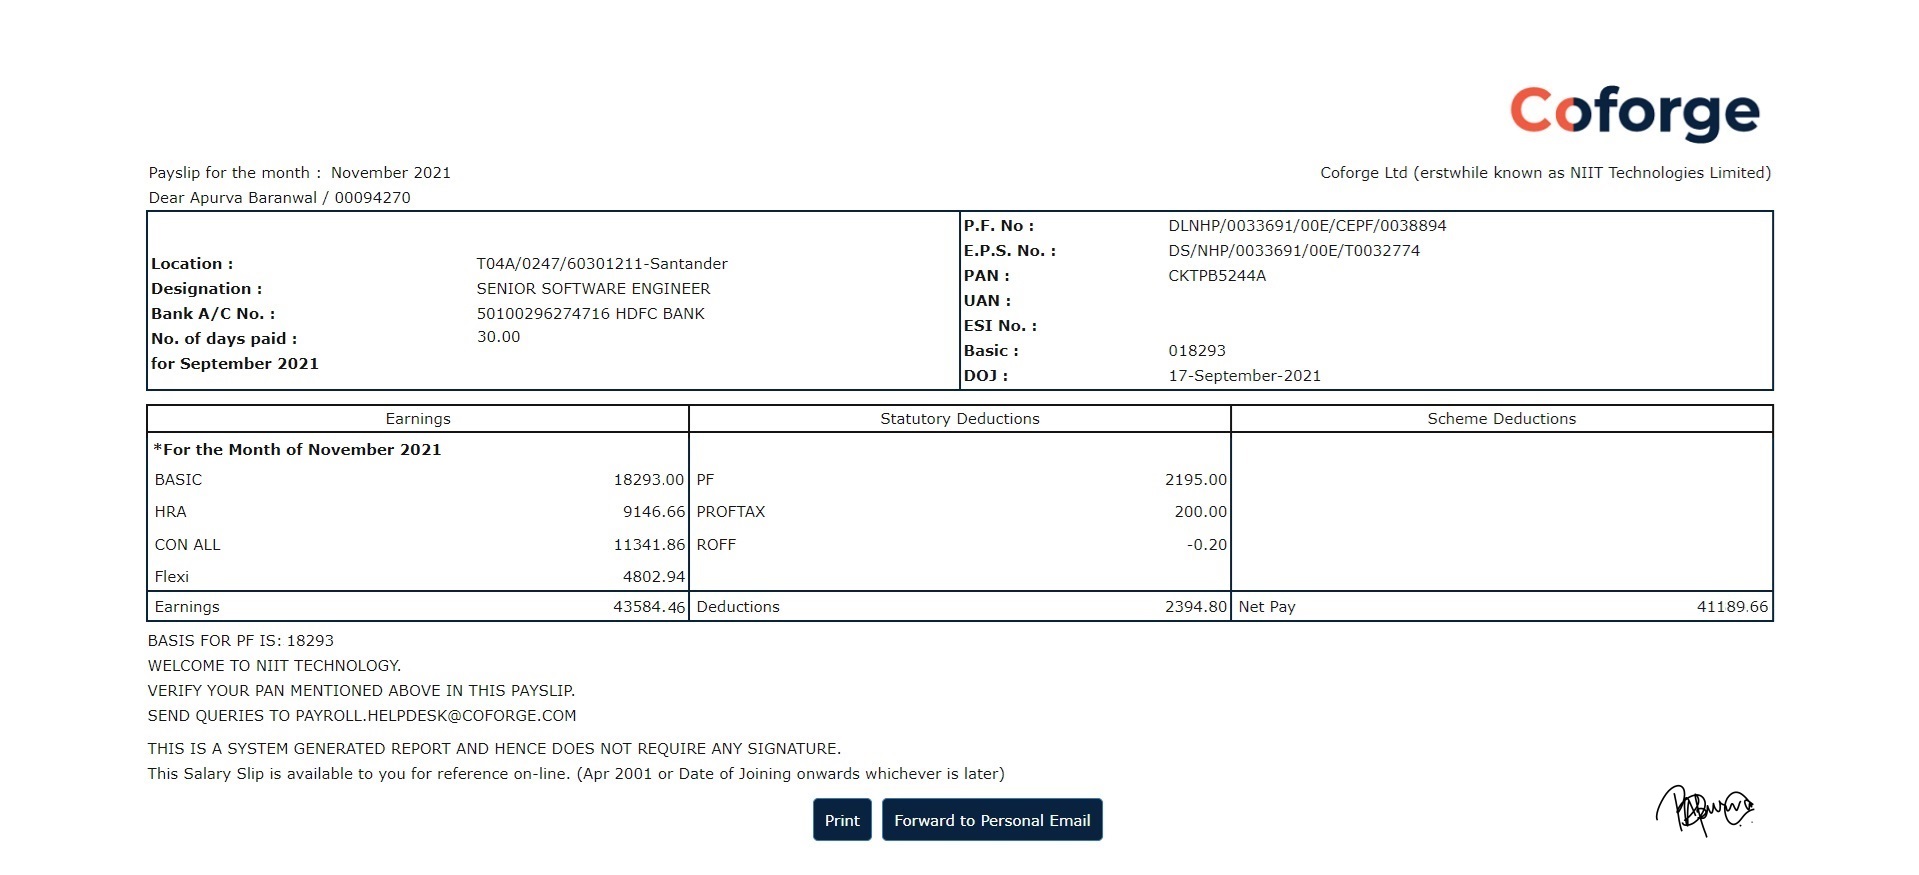 Coforge
Payslip for the month : November 2021
Coforge Ltd (erstwhile known as NIIT Technologies Limited)
Dear Apurva Baranwal / 00094270
Location : T04A/0247/60301211-Santander
Designation : SENIOR SOFTWARE ENGINEER
Bank A/C No. : 50100296274716 HDFC BANK
No. of days paid : 30.00
for September 2021
P.F. No : DLNHP/0033691/00E/CEPF/0038894
E.P.S. No. : DS/NHP/0033691/00E/T0032774
PAN : CKTPB5244A
UAN :
ESI No. :
Basic : 018293
DOJ : 17-September-2021
Earnings Statutory Deductions Scheme Deductions
*For the Month of November 2021
BASIC 18293.00 PF 2195.00
HRA 9146.66 PROFTAX 200.00
CON ALL 11341.86 ROFF -0.20
Flexi 4802.94
Earnings 43584.46 Deductions 2394.80 Net Pay 41189.66
BASIS FOR PF IS: 18293
WELCOME TO NIIT TECHNOLOGY.
VERIFY YOUR PAN MENTIONED ABOVE IN THIS PAYSLIP.
SEND QUERIES TO PAYROLL.HELPDESK@COFORGE.COM
THIS IS A SYSTEM GENERATED REPORT AND HENCE DOES NOT REQUIRE ANY SIGNATURE.
This Salary Slip is available to you for reference on-line. (Apr 2001 or Date of Joining onwards whichever is later)
Print Forward to Personal Email